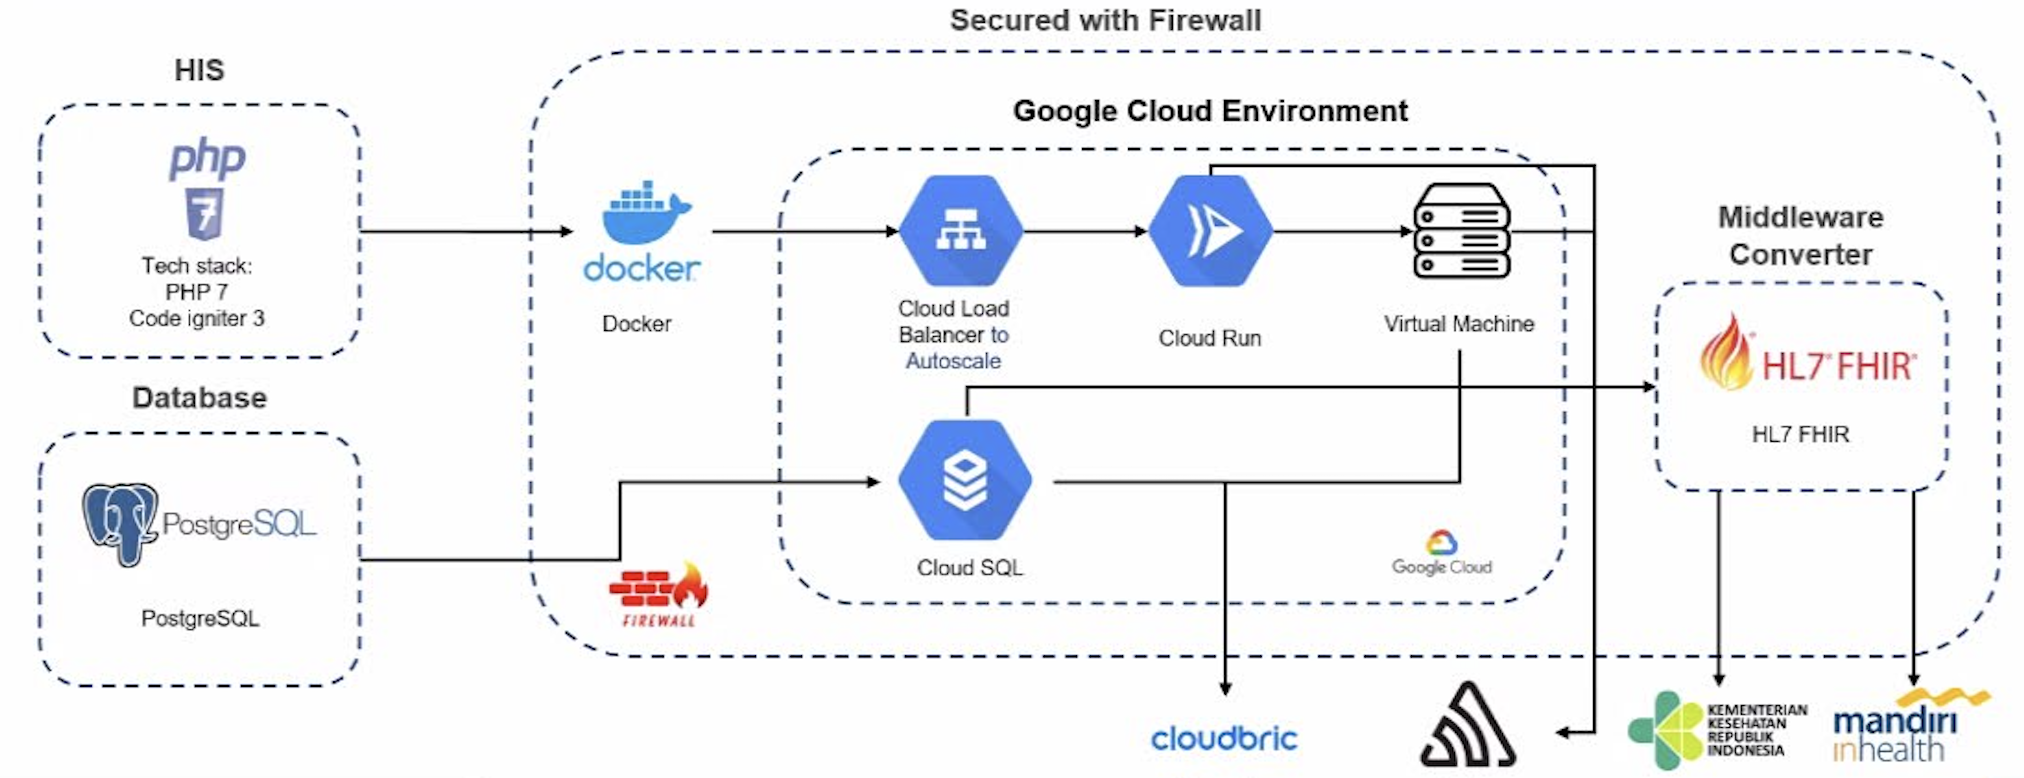 Secured with Firewall
HIS
php
7
Tech stack:
PHP 7
Code igniter 3
Google Cloud Environment
docker
Docker
Cloud Load
Balancer to
Autoscale
Cloud Run
Virtual Machine
Middleware
Converter
HL7® FHIR®
HL7 FHIR
Database
PostgreSQL
PostgreSQL
FIREWALL
Cloud SQL
Google Cloud
cloudbric
KEMENTERIAN
KESEHATAN
REPUBLIK
INDONESIA
mandiri
inhealth